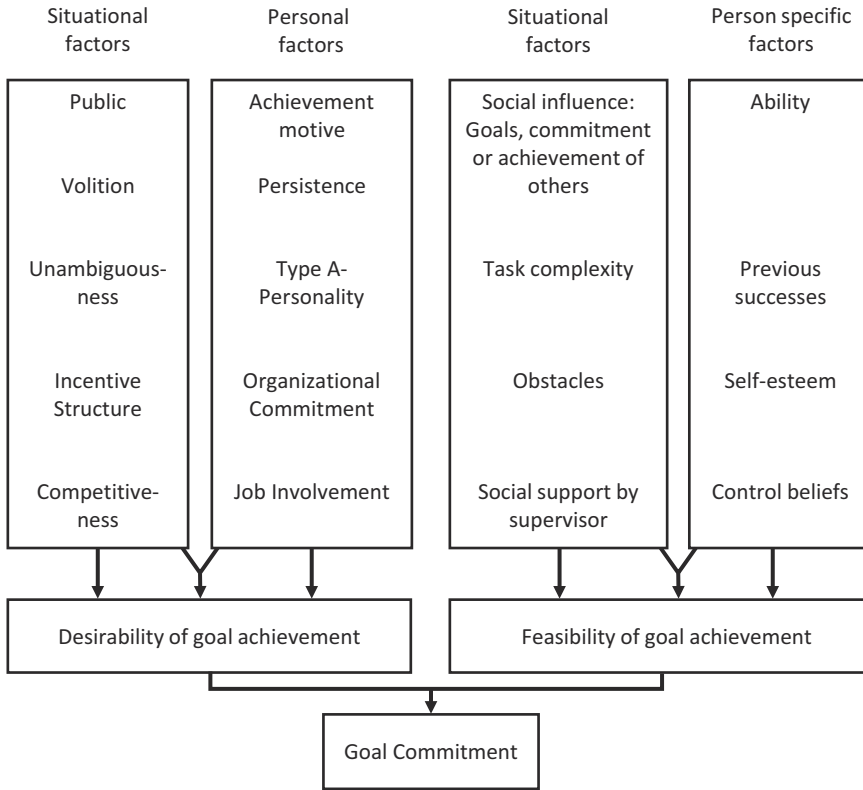 Situational
factors
Personal
factors
Situational
factors
Person specific
factors
Public
Volition
Unambiguous-
ness
Incentive
Structure
Competitive-
ness
Achievement
motive
Persistence
Type A-
Personality
Organizational
Commitment
Job Involvement
Social influence:
Goals, commitment
or achievement of
others
Task complexity
Obstacles
Social support by
supervisor
Ability
Previous
successes
Self-esteem
Control beliefs
Desirability of goal achievement
Feasibility of goal achievement
Goal Commitment